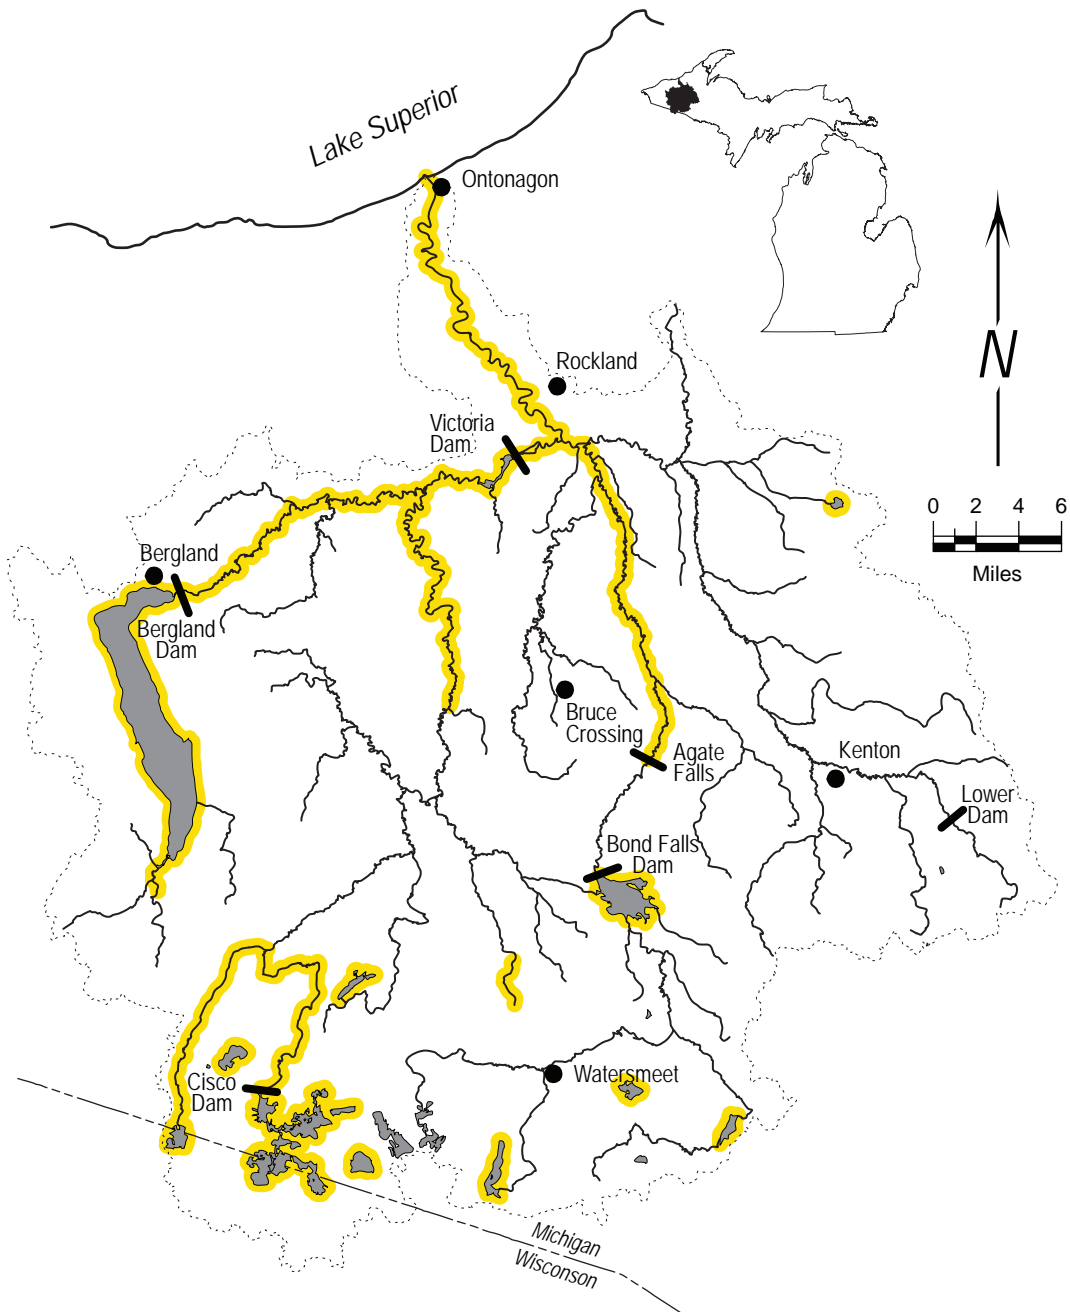 Lake Superior
Ontonagon
Rockland
N
Victoria
Dam
0 2 4 6
Miles
Bergland
Bergland
Dam
Bruce
Crossing
Agate
Falls
Kenton
Lower
Dam
Bond Falls
Dam
Cisco
Dam
Watersmeet
Michigan
Wisconson